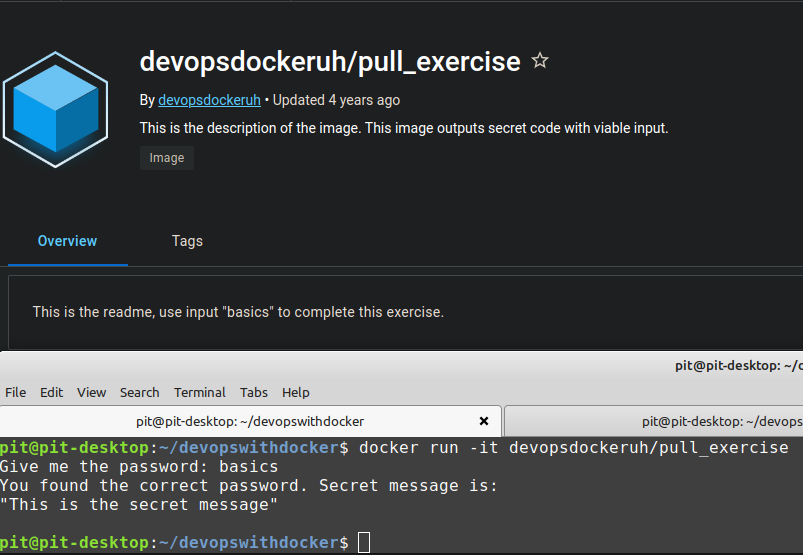 devopsdockeruh/pull_exercise
By devopsdockeruh • Updated 4 years ago
This is the description of the image. This image outputs secret code with viable input.
Image
Overview Tags
This is the readme, use input "basics" to complete this exercise.
pit@pit-desktop: ~/
File Edit View Search Terminal Tabs Help
pit@pit-desktop: ~/devopswithdocker × pit@pit-desktop: ~/devops
pit@pit-desktop:~/devopswithdocker$ docker run -it devopsdockeruh/pull_exercise
Give me the password: basics
You found the correct password. Secret message is:
"This is the secret message"
pit@pit-desktop:~/devopswithdocker$